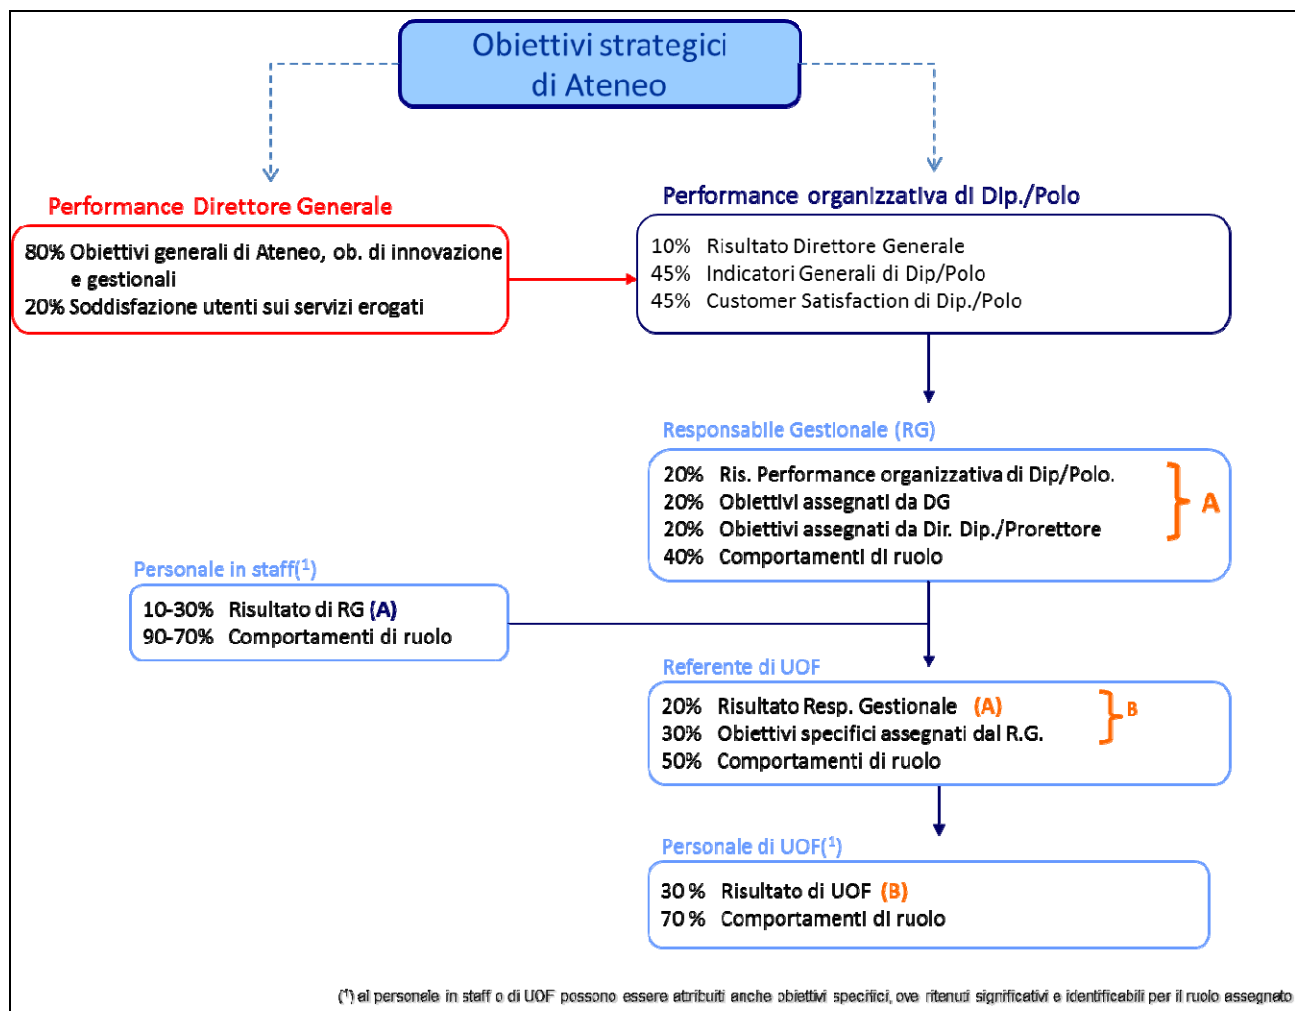 Obiettivi strategici
di Ateneo
Performance Direttore Generale
80% Obiettivi generali di Ateneo, ob. di innovazione
e gestionali
20% Soddisfazione utenti sui servizi erogati
Performance organizzativa di Dip./Polo
10% Risultato Direttore Generale
45% Indicatori Generali di Dip/Polo
45% Customer Satisfaction di Dip./Polo
Responsabile Gestionale (RG)
20% Ris. Performance organizzativa di Dip/Polo.
20% Obiettivi assegnati da DG
20% Obiettivi assegnati da Dir. Dip./Prorettore
40% Comportamenti di ruolo
A
Personale in staff(¹)
10-30% Risultato di RG (A)
90-70% Comportamenti di ruolo
Referente di UOF
20% Risultato Resp. Gestionale (A)
30% Obiettivi specifici assegnati dal R.G.
50% Comportamenti di ruolo
B
Personale di UOF(¹)
30 % Risultato di UOF (B)
70 % Comportamenti di ruolo
(¹) al personale in staff o di UOF possono essere attribuiti anche obiettivi specifici, ove ritenuti significativi e identificabili per il ruolo assegnato